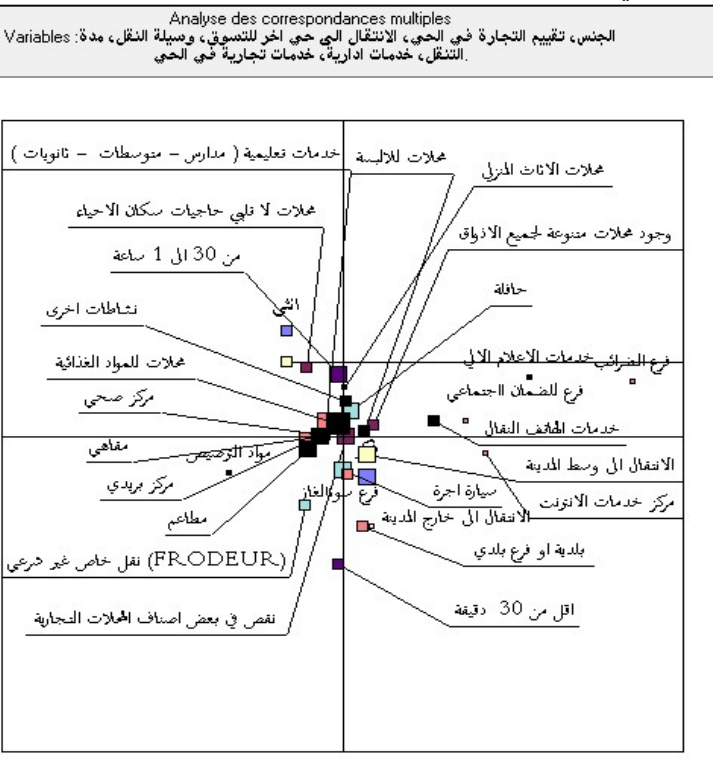 Analyse des correspondances multiples
Variables : الجنس، تقييم التجارة في الحي، الانتقال الى حي اخر للتسوق، وسيلة النقل، مدة
التنقل، خدمات ادارية، خدمات تجارية في الحي.
خدمات تعليمية ( مدارس – متوسطات – ثانويات )
محلات للالبسة
محلات الاثاث المنزلي
محلات لا تلبي حاجيات سكان الاحياء
وجود محلات متنوعة لجميع الاذواق
من 30 الى 1 ساعة
حافلة
انثى
نشاطات اخرى
محلات للمواد الغذائية
خدمات الاعلام الالي
فرع الضرائب
فرع للضمان ااجتماعي
مركز صحي
خدمات الهاتف النقال
مقاهي
مواد الترصيص
الانتقال الى وسط المدينة
مركز بريدي
فرع سونالغاز
سيارة اجرة
مركز خدمات الانترنت
مطاعم
الانتقال الى خارج المدينة
بلدية او فرع بلدي
نقل خاص غير شرعي (FRODEUR)
نقص في بعض اصناف المحلات التجارية
اقل من 30 دقيقة